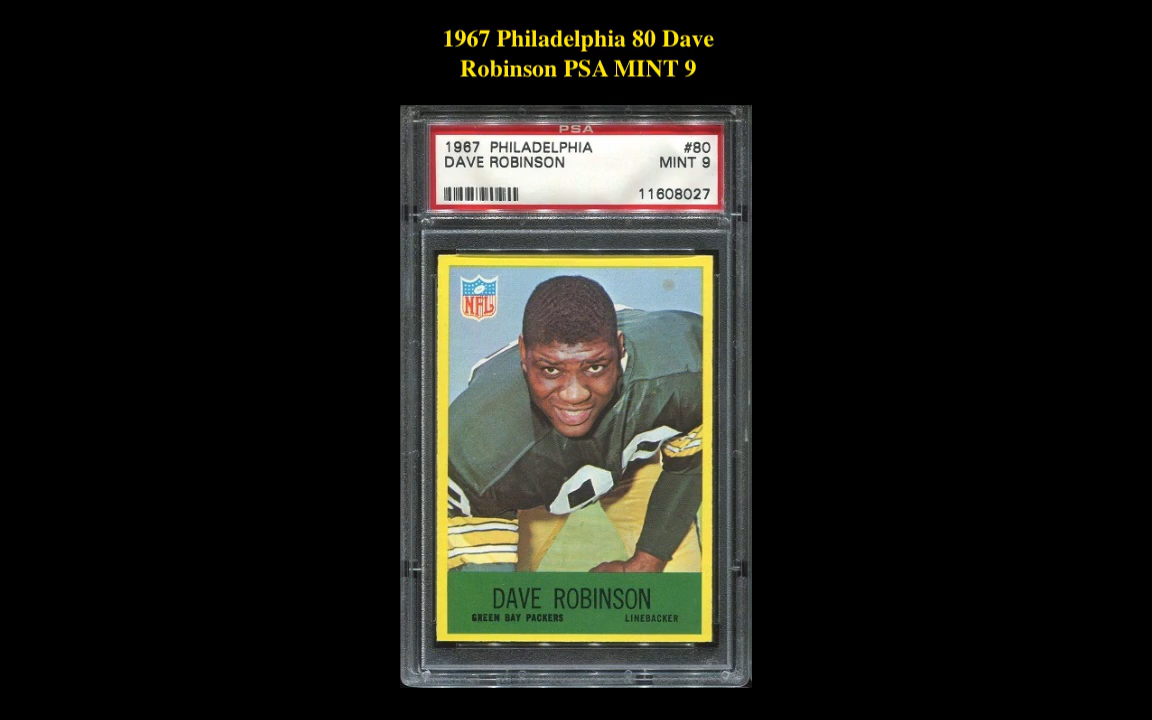 1967 Philadelphia 80 Dave
Robinson PSA MINT 9
PSA
1967 PHILADELPHIA #80
DAVE ROBINSON MINT 9
11608027
NFL
DAVE ROBINSON
GREEN BAY PACKERS LINEBACKER